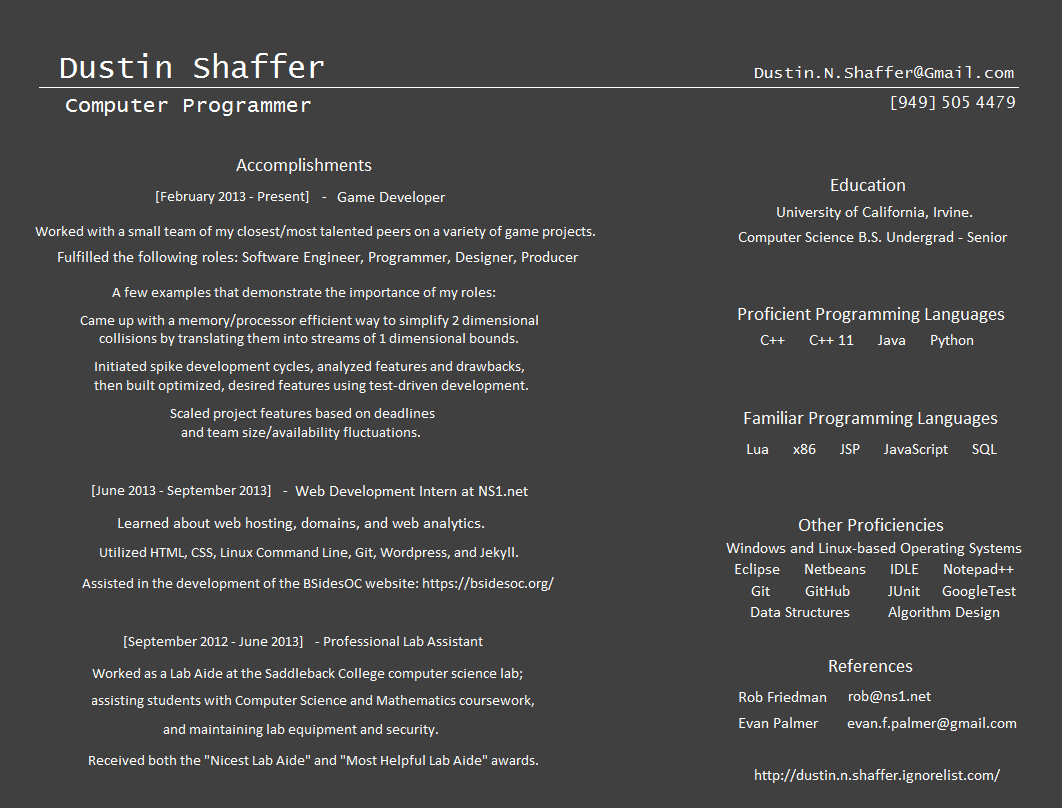 Dustin Shaffer
Dustin.N.Shaffer@Gmail.com
Computer Programmer
[949] 505 4479
Accomplishments
[February 2013 - Present] - Game Developer
Worked with a small team of my closest/most talented peers on a variety of game projects.
Fulfilled the following roles: Software Engineer, Programmer, Designer, Producer
A few examples that demonstrate the importance of my roles:
Came up with a memory/processor efficient way to simplify 2 dimensional
collisions by translating them into streams of 1 dimensional bounds.
Initiated spike development cycles, analyzed features and drawbacks,
then built optimized, desired features using test-driven development.
Scaled project features based on deadlines
and team size/availability fluctuations.
[June 2013 - September 2013] - Web Development Intern at NS1.net
Learned about web hosting, domains, and web analytics.
Utilized HTML, CSS, Linux Command Line, Git, Wordpress, and Jekyll.
Assisted in the development of the BSidesOC website: https://bsidesoc.org/
[September 2012 - June 2013] - Professional Lab Assistant
Worked as a Lab Aide at the Saddleback College computer science lab;
assisting students with Computer Science and Mathematics coursework,
and maintaining lab equipment and security.
Received both the "Nicest Lab Aide" and "Most Helpful Lab Aide" awards.
Education
University of California, Irvine.
Computer Science B.S. Undergrad - Senior
Proficient Programming Languages
C++ C++ 11 Java Python
Familiar Programming Languages
Lua x86 JSP JavaScript SQL
Other Proficiencies
Windows and Linux-based Operating Systems
Eclipse Netbeans IDLE Notepad++
Git GitHub JUnit GoogleTest
Data Structures Algorithm Design
References
Rob Friedman rob@ns1.net
Evan Palmer evan.f.palmer@gmail.com
http://dustin.n.shaffer.ignorelist.com/